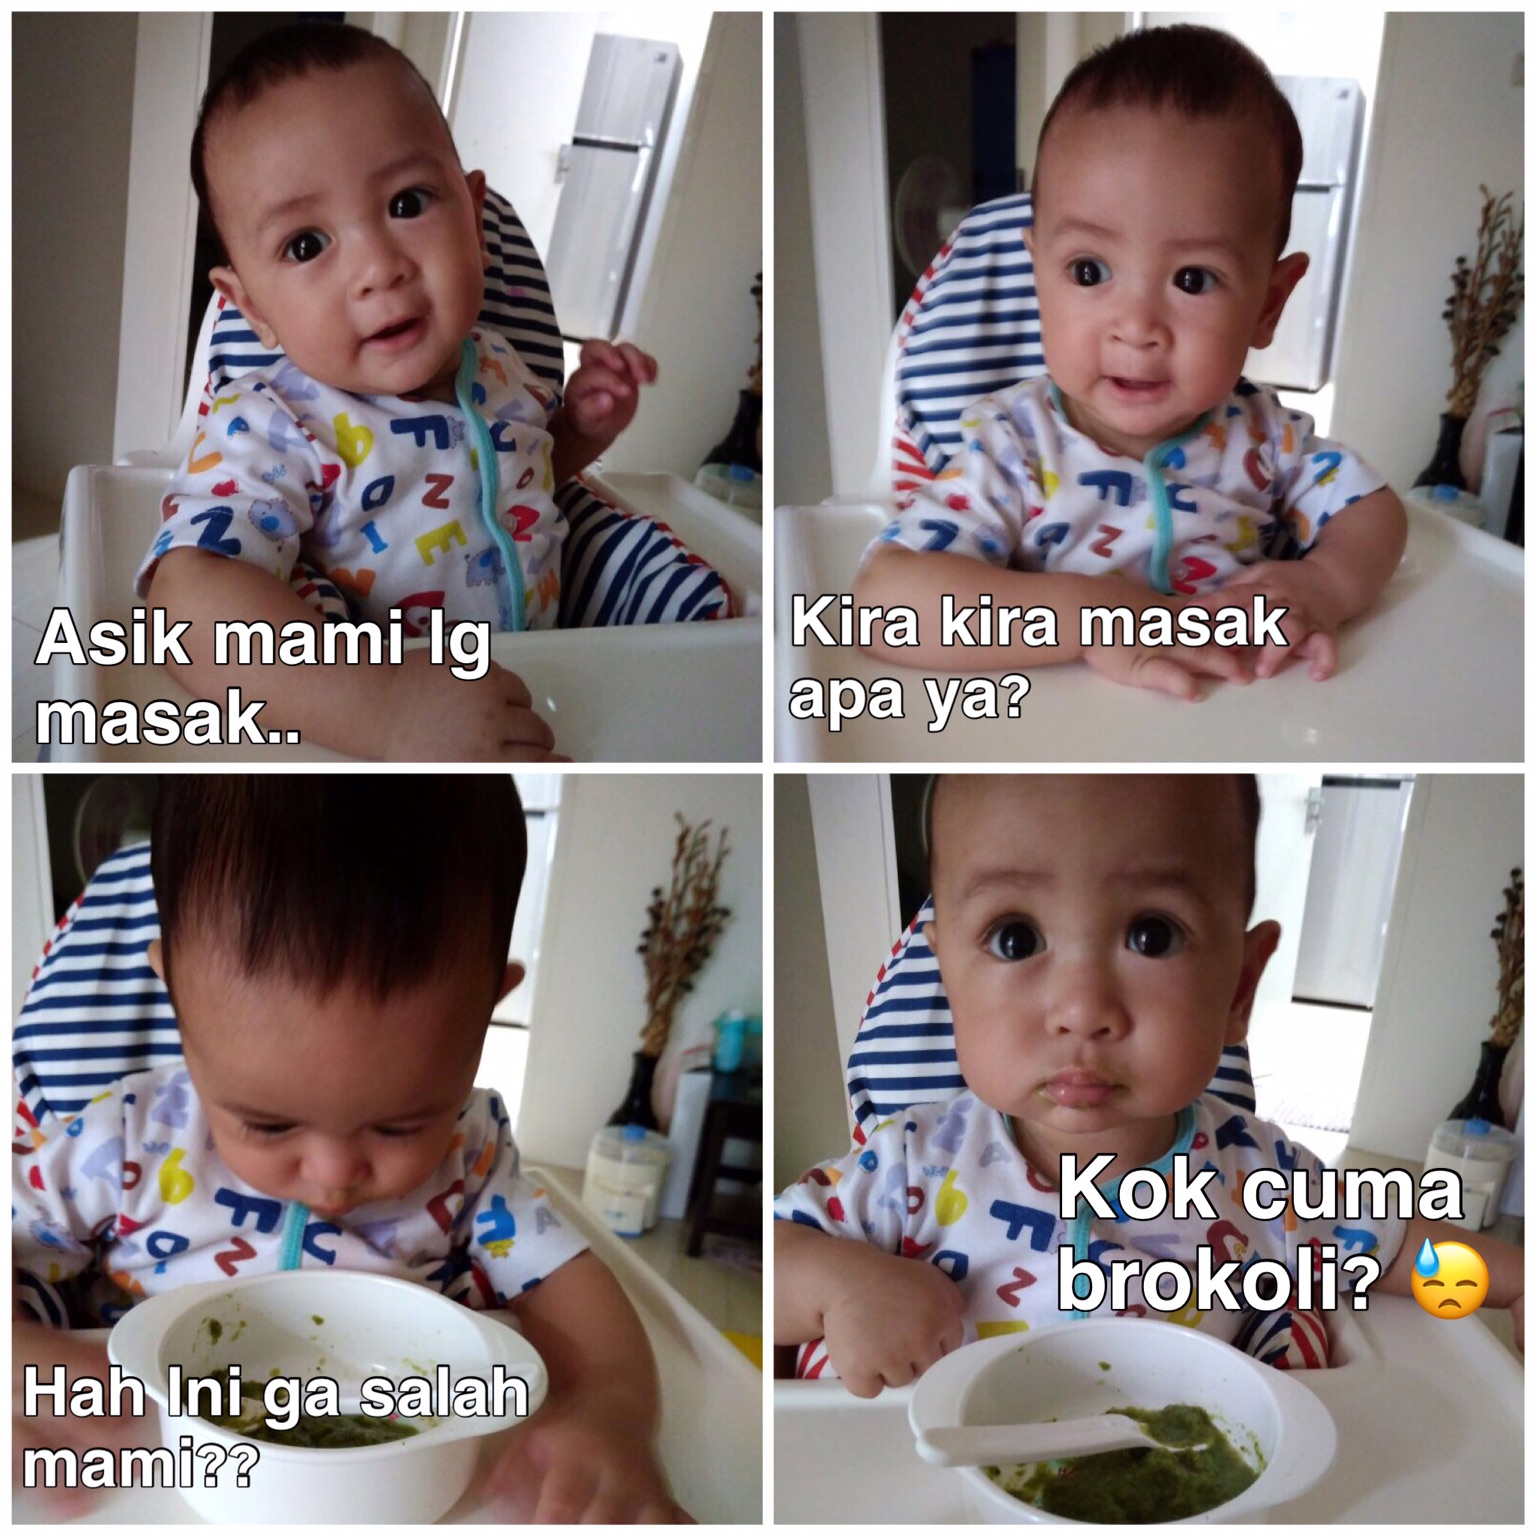 Asik mami lg
masak..
Kira kira masak
apa ya?
Hah Ini ga salah
mami??
Kok cuma
brokoli? 😓